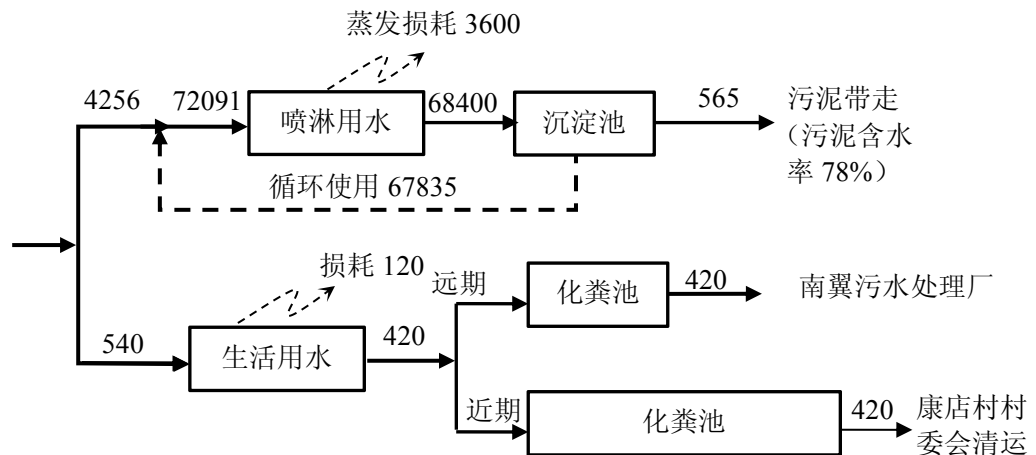 蒸发损耗 3600
4256
72091
喷淋用水
68400
沉淀池
565
污泥带走
（污泥含水
率 78%）
循环使用 67835
损耗 120
远期
化粪池
420
南翼污水处理厂
540
生活用水
420
近期
化粪池
420
康店村村
委会清运